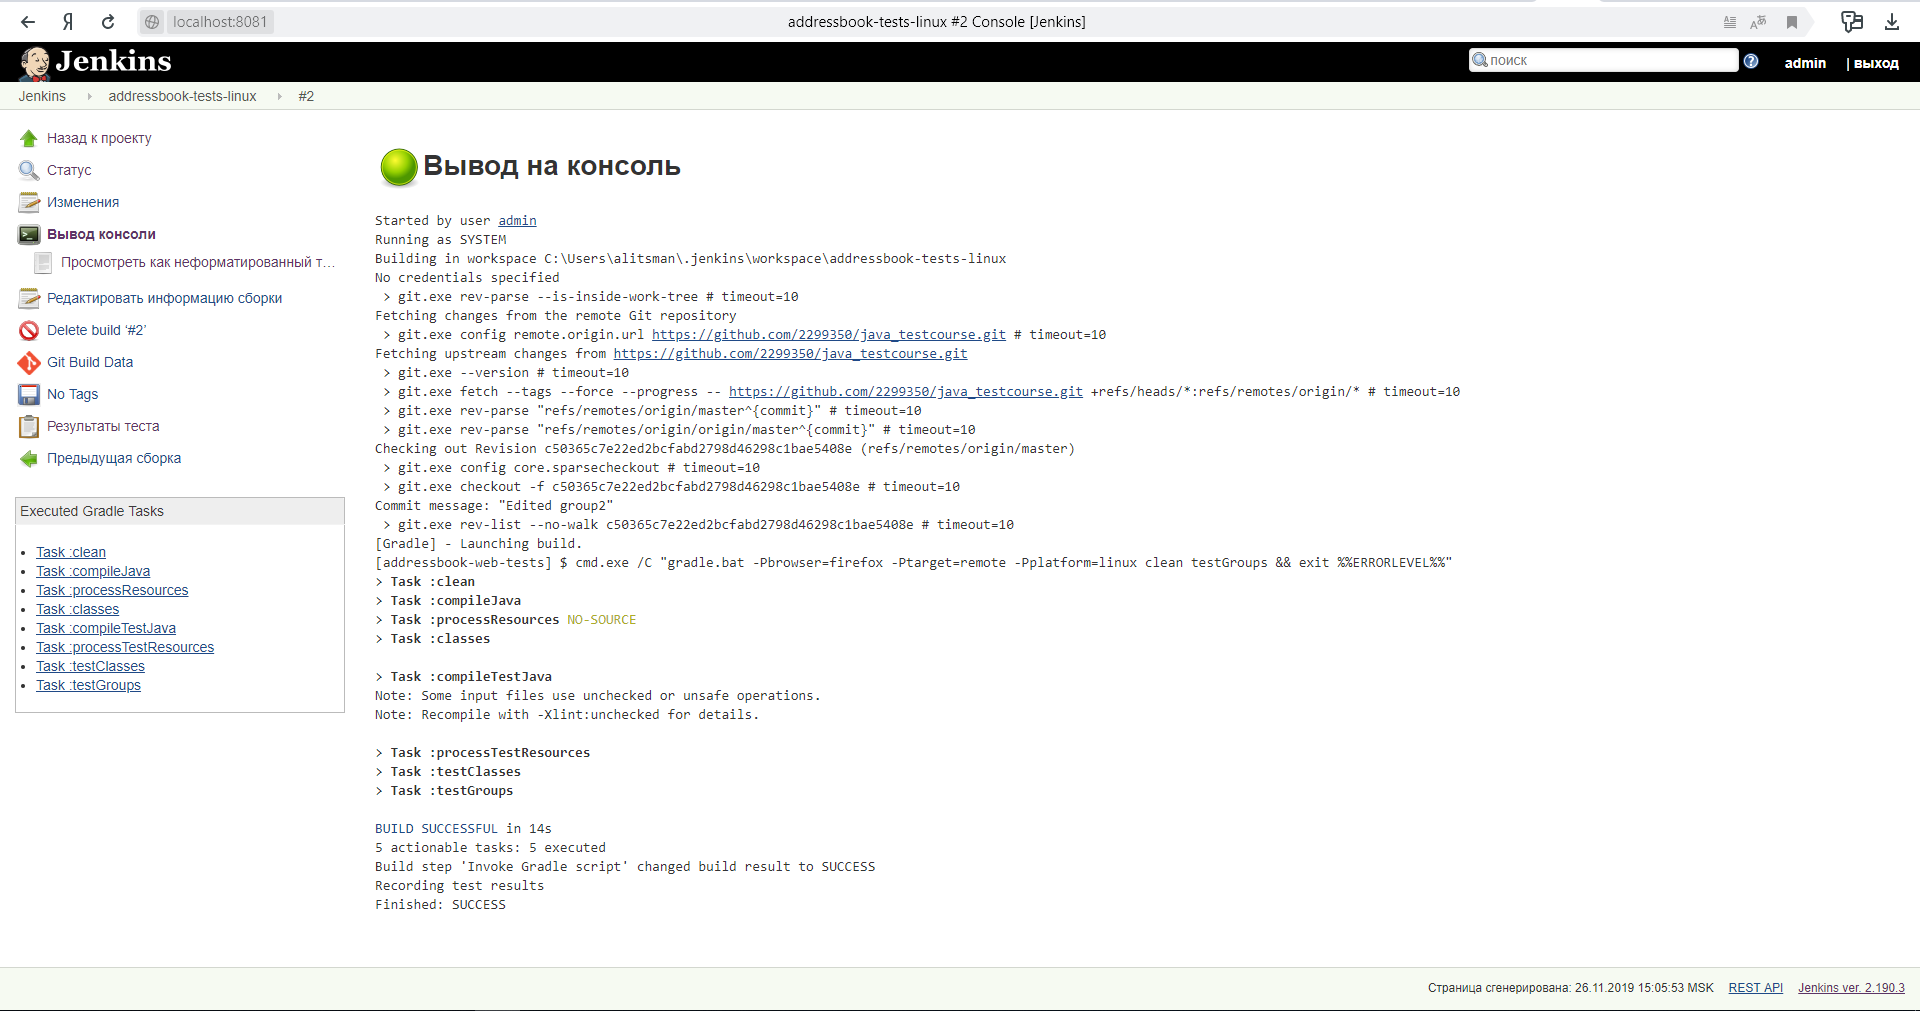 Я
localhost:8081
addressbook-tests-linux #2 Console [Jenkins]
Jenkins
поиск
admin
| выход
Jenkins
addressbook-tests-linux
#2
Назад к проекту
Статус
Изменения
Вывод консоли
Просмотреть как неформатированный т...
Редактировать информацию сборки
Delete build ‘#2’
Git Build Data
No Tags
Результаты теста
Предыдущая сборка
Executed Gradle Tasks
Task :clean
Task :compileJava
Task :processResources
Task :classes
Task :compileTestJava
Task :processTestResources
Task :testClasses
Task :testGroups
Вывод на консоль
Started by user admin
Running as SYSTEM
Building in workspace C:\Users\alitsman\.jenkins\workspace\addressbook-tests-linux
No credentials specified
> git.exe rev-parse --is-inside-work-tree # timeout=10
Fetching changes from the remote Git repository
> git.exe config remote.origin.url https://github.com/2299350/java_testcourse.git # timeout=10
Fetching upstream changes from https://github.com/2299350/java_testcourse.git
> git.exe --version # timeout=10
> git.exe fetch --tags --force --progress -- https://github.com/2299350/java_testcourse.git +refs/heads/*:refs/remotes/origin/* # timeout=10
> git.exe rev-parse "refs/remotes/origin/master^{commit}" # timeout=10
> git.exe rev-parse "refs/remotes/origin/origin/master^{commit}" # timeout=10
Checking out Revision c50365c7e22ed2bcfabd2798d46298c1bae5408e (refs/remotes/origin/master)
> git.exe config core.sparsecheckout # timeout=10
> git.exe checkout -f c50365c7e22ed2bcfabd2798d46298c1bae5408e # timeout=10
Commit message: "Edited group2"
> git.exe rev-list --no-walk c50365c7e22ed2bcfabd2798d46298c1bae5408e # timeout=10
[Gradle] - Launching build.
[addressbook-web-tests] $ cmd.exe /C "gradle.bat -Pbrowser=firefox -Ptarget=remote -Pplatform=linux clean testGroups && exit %%ERRORLEVEL%%"
> Task :clean
> Task :compileJava
> Task :processResources NO-SOURCE
> Task :classes
> Task :compileTestJava
Note: Some input files use unchecked or unsafe operations.
Note: Recompile with -Xlint:unchecked for details.
> Task :processTestResources
> Task :testClasses
> Task :testGroups
BUILD SUCCESSFUL in 14s
5 actionable tasks: 5 executed
Build step 'Invoke Gradle script' changed build result to SUCCESS
Recording test results
Finished: SUCCESS
Страница сгенерирована: 26.11.2019 15:05:53 MSK
REST API
Jenkins ver. 2.190.3